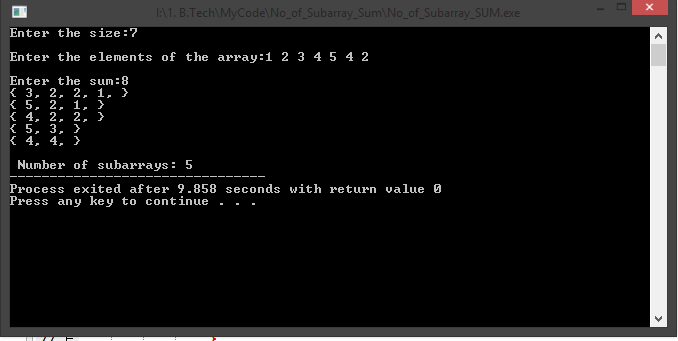 I:\1. B.Tech\MyCode\No_of_Subarray_Sum\No_of_Subarray_SUM.exe
Enter the size:7
Enter the elements of the array:1 2 3 4 5 4 2
Enter the sum:8
{ 3, 2, 2, 1, }
{ 5, 2, 1, }
{ 4, 2, 2, }
{ 5, 3, }
{ 4, 4, }
Number of subarrays: 5
--------------------------------
Process exited after 9.858 seconds with return value 0
Press any key to continue . . .